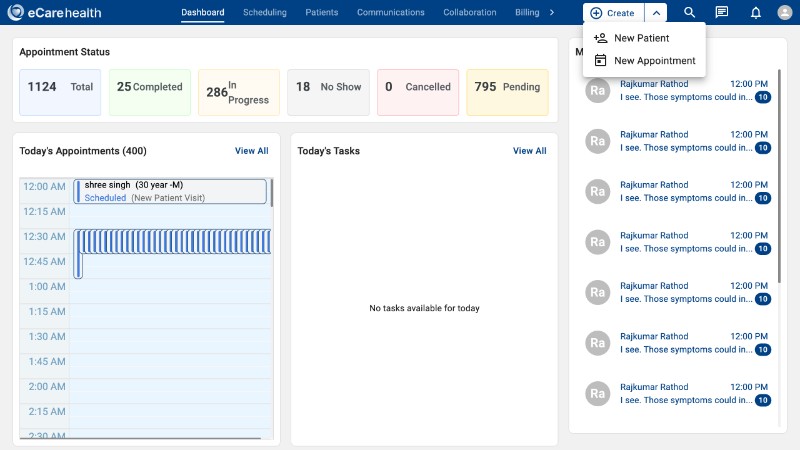 eCarehealth
Dashboard
Scheduling
Patients
Communications
Collaboration
Billing
Create
New Patient
New Appointment
Appointment Status
1124 Total
25 Completed
286 In Progress
18 No Show
0 Cancelled
795 Pending
M
Today's Appointments (400)
View All
12:00 AM
shree singh (30 year -M)
Scheduled (New Patient Visit)
12:15 AM
12:30 AM
12:45 AM
1:00 AM
1:15 AM
1:30 AM
1:45 AM
2:00 AM
2:15 AM
2:30 AM
Today's Tasks
View All
No tasks available for today
Ra
Rajkumar Rathod 12:00 PM
I see. Those symptoms could in... 10
Ra
Rajkumar Rathod 12:00 PM
I see. Those symptoms could in... 10
Ra
Rajkumar Rathod 12:00 PM
I see. Those symptoms could in... 10
Ra
Rajkumar Rathod 12:00 PM
I see. Those symptoms could in... 10
Ra
Rajkumar Rathod 12:00 PM
I see. Those symptoms could in... 10
Ra
Rajkumar Rathod 12:00 PM
I see. Those symptoms could in... 10
Ra
Rajkumar Rathod 12:00 PM
I see. Those symptoms could in... 10